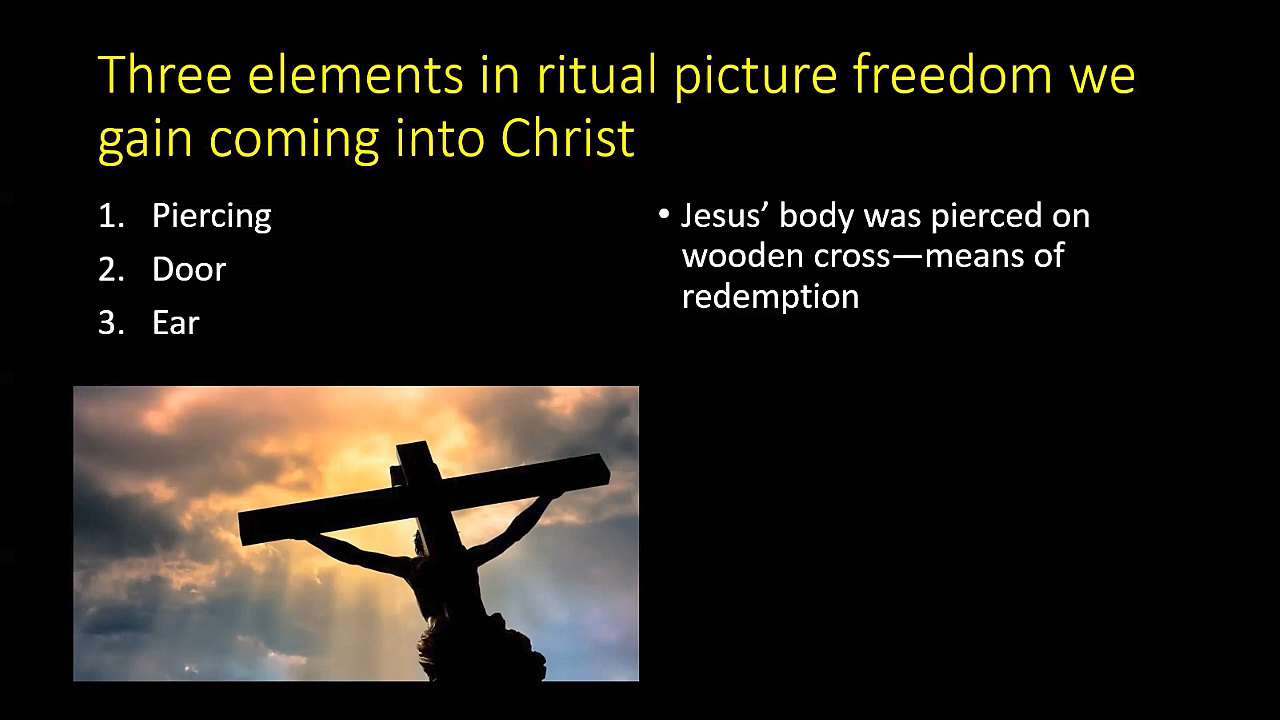 Three elements in ritual picture freedom we
gain coming into Christ
1. Piercing
2. Door
3. Ear
• Jesus’ body was pierced on
wooden cross—means of
redemption